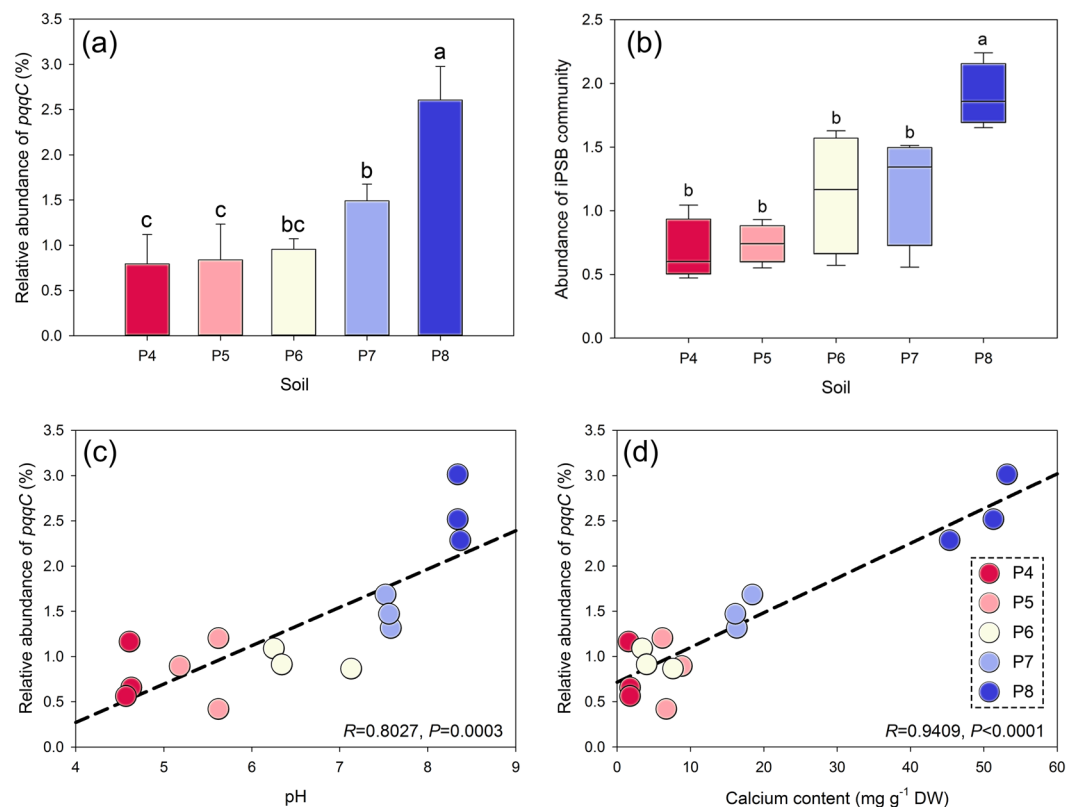 (a)
Relative abundance of pqqC (%)
3.5
3.0
2.5
2.0
1.5
1.0
0.5
0.0
c
c
bc
b
a
P4 P5 P6 P7 P8
Soil
(b)
Abundance of iPSB community
2.5
2.0
1.5
1.0
0.5
0.0
b
b
b
b
a
P4 P5 P6 P7 P8
Soil
(c)
Relative abundance of pqqC (%)
3.5
3.0
2.5
2.0
1.5
1.0
0.5
0.0
R=0.8027, P=0.0003
4 5 6 7 8 9
pH
(d)
Relative abundance of pqqC (%)
3.5
3.0
2.5
2.0
1.5
1.0
0.5
0.0
P4
P5
P6
P7
P8
R=0.9409, P<0.0001
0 10 20 30 40 50 60
Calcium content (mg g⁻¹ DW)